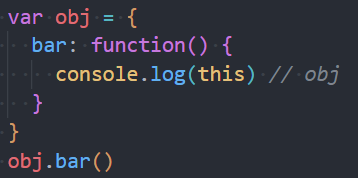 var obj = {
  bar: function() {
    console.log(this) // obj
  }
}
obj.bar()